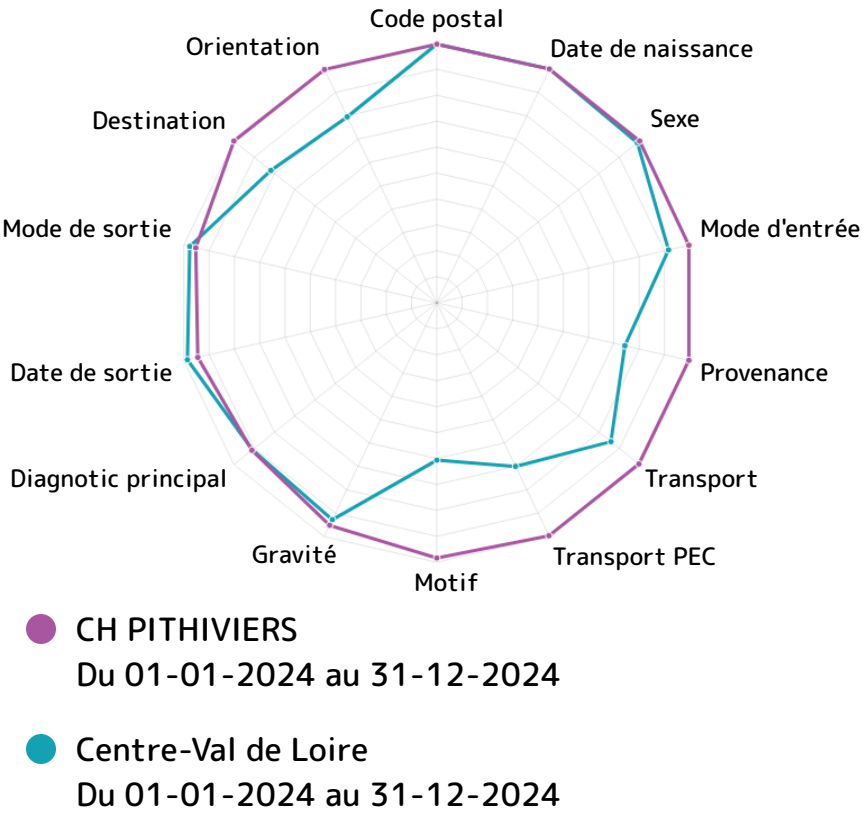 Code postal
Orientation
Date de naissance
Destination
Sexe
Mode de sortie
Mode d'entrée
Date de sortie
Provenance
Diagnotic principal
Transport
Gravité
Transport PEC
Motif
CH PITHIVIERS
Du 01-01-2024 au 31-12-2024
Centre-Val de Loire
Du 01-01-2024 au 31-12-2024